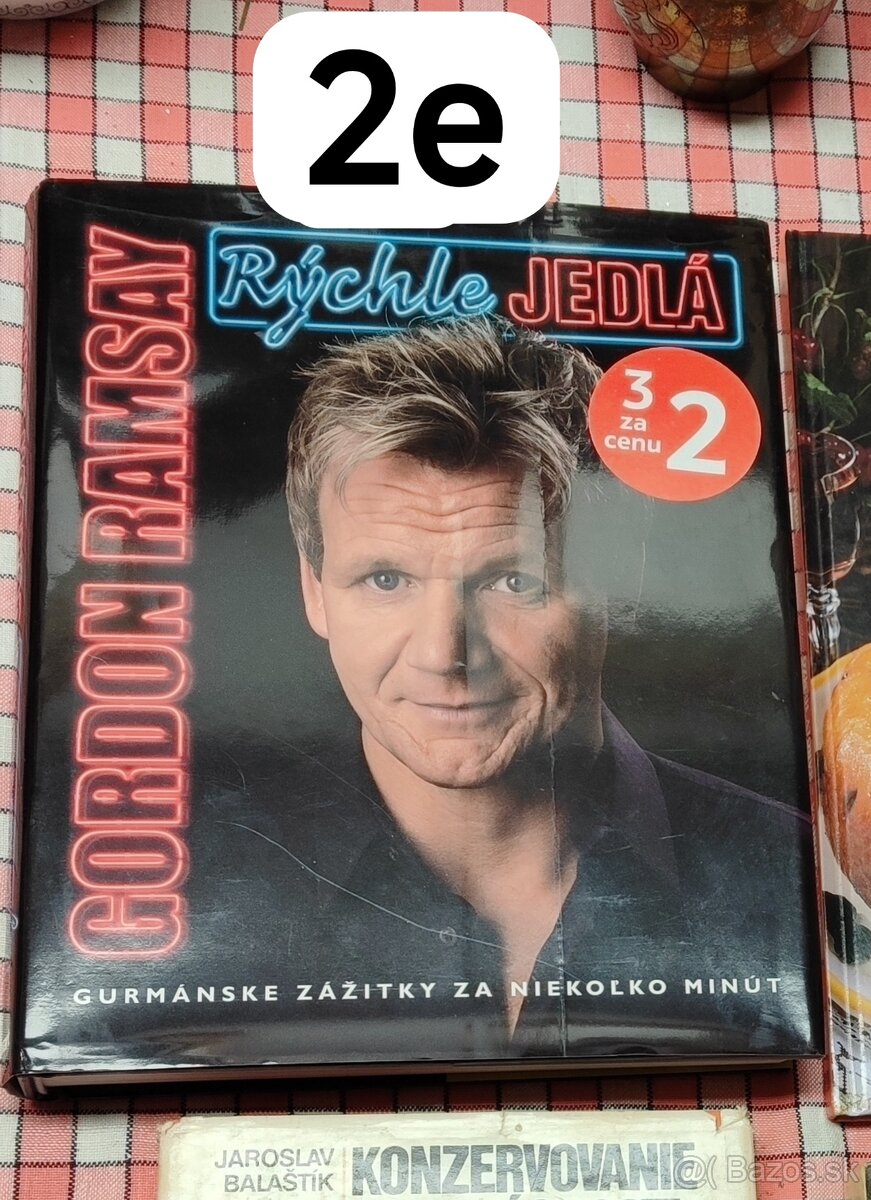 2e
GORDON RAMSAY
Rýchle JEDLÁ
3
za
cenu 2
GURMÁNSKE ZÁŽITKY ZA NIEKOĽKO MINÚT
JAROSLAV
BALAŠTÍK
KONZERVOVANIE
@( Bazos.sk